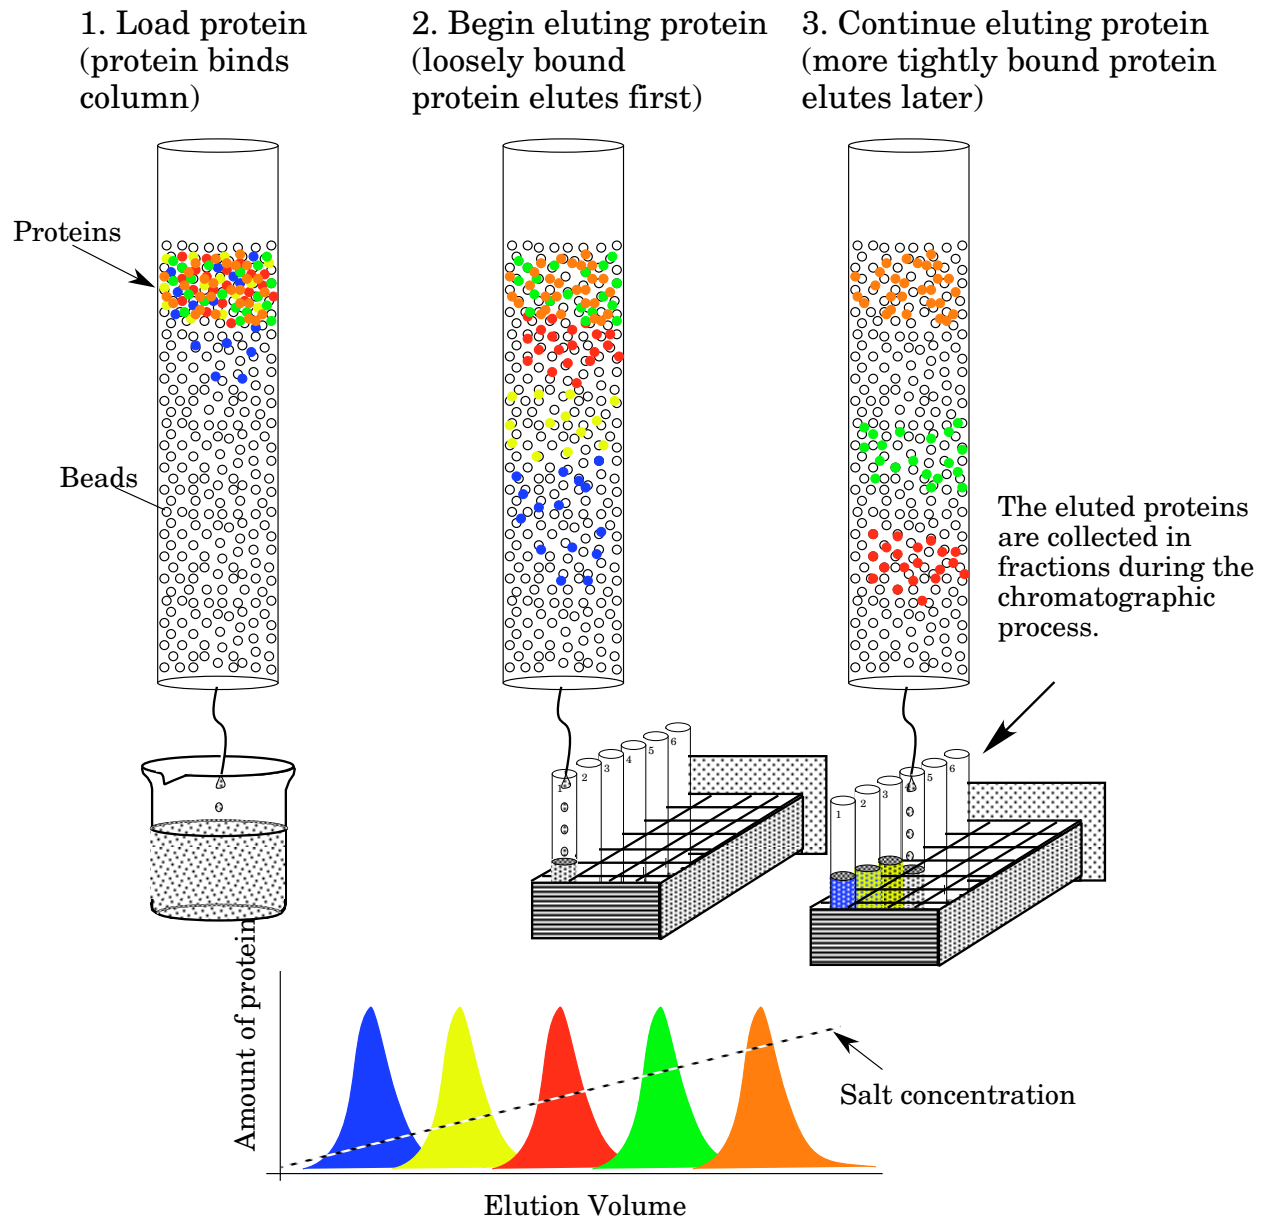 1. Load protein
(protein binds
column)
2. Begin eluting protein
(loosely bound
protein elutes first)
3. Continue eluting protein
(more tightly bound protein
elutes later)
Proteins
Beads
The eluted proteins
are collected in
fractions during the
chromatographic
process.
1
2
3
4
5
6
1
2
3
4
5
6
Amount of protein
Salt concentration
Elution Volume